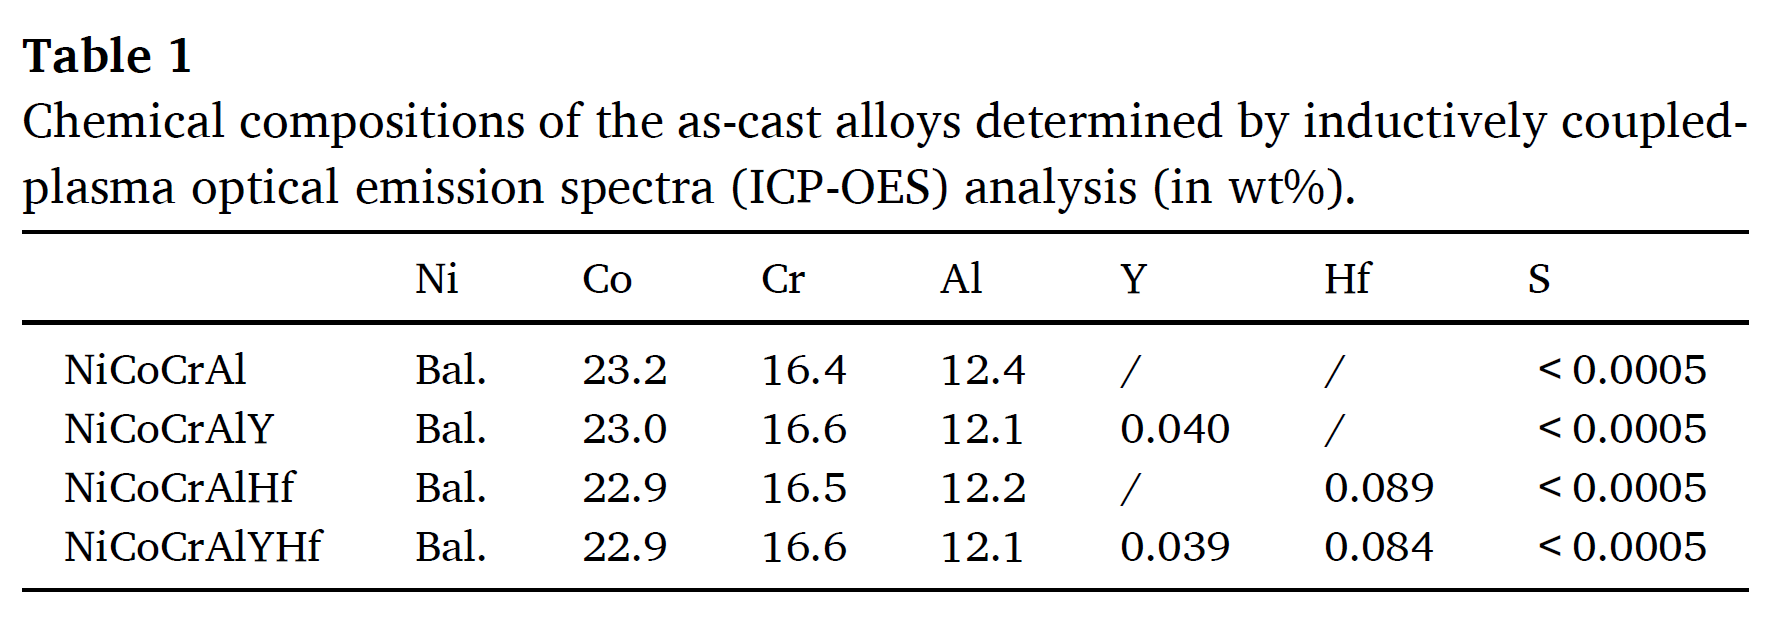 Table 1
Chemical compositions of the as-cast alloys determined by inductively coupled-
plasma optical emission spectra (ICP-OES) analysis (in wt%).
Ni Co Cr Al Y Hf S
NiCoCrAl Bal. 23.2 16.4 12.4 / / < 0.0005
NiCoCrAlY Bal. 23.0 16.6 12.1 0.040 / < 0.0005
NiCoCrAlHf Bal. 22.9 16.5 12.2 / 0.089 < 0.0005
NiCoCrAlYHf Bal. 22.9 16.6 12.1 0.039 0.084 < 0.0005